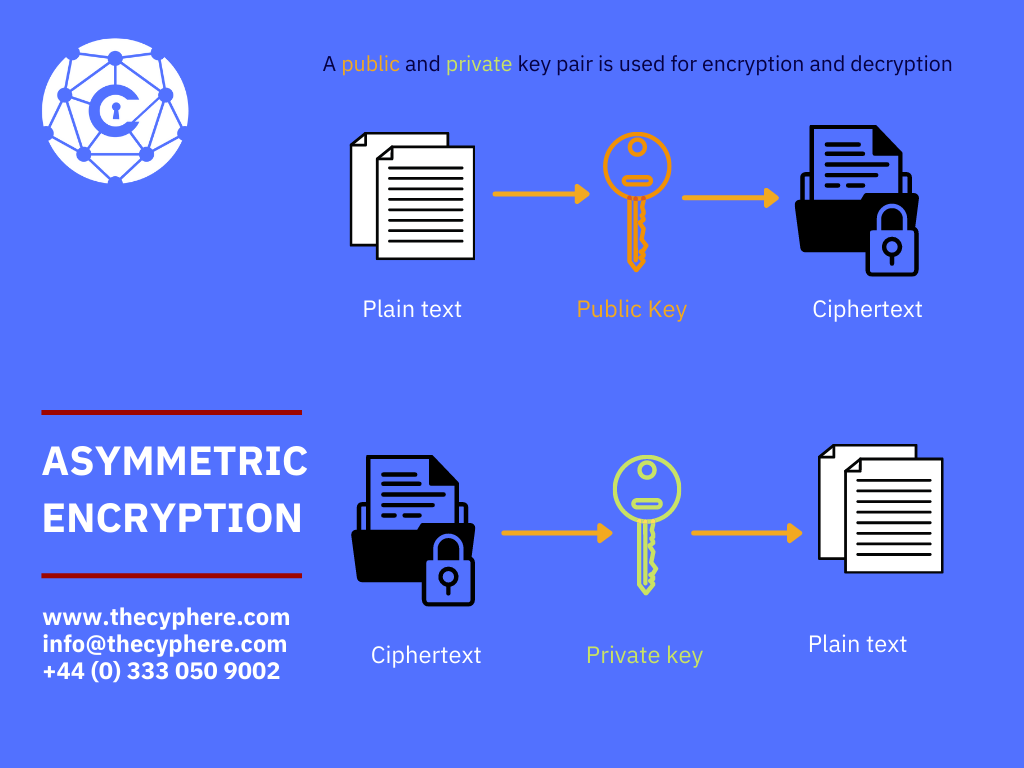 A public and private key pair is used for encryption and decryption
Plain text
Public Key
Ciphertext
ASYMMETRIC
ENCRYPTION
www.thecyphere.com
info@thecyphere.com
+44 (0) 333 050 9002
Ciphertext
Private key
Plain text